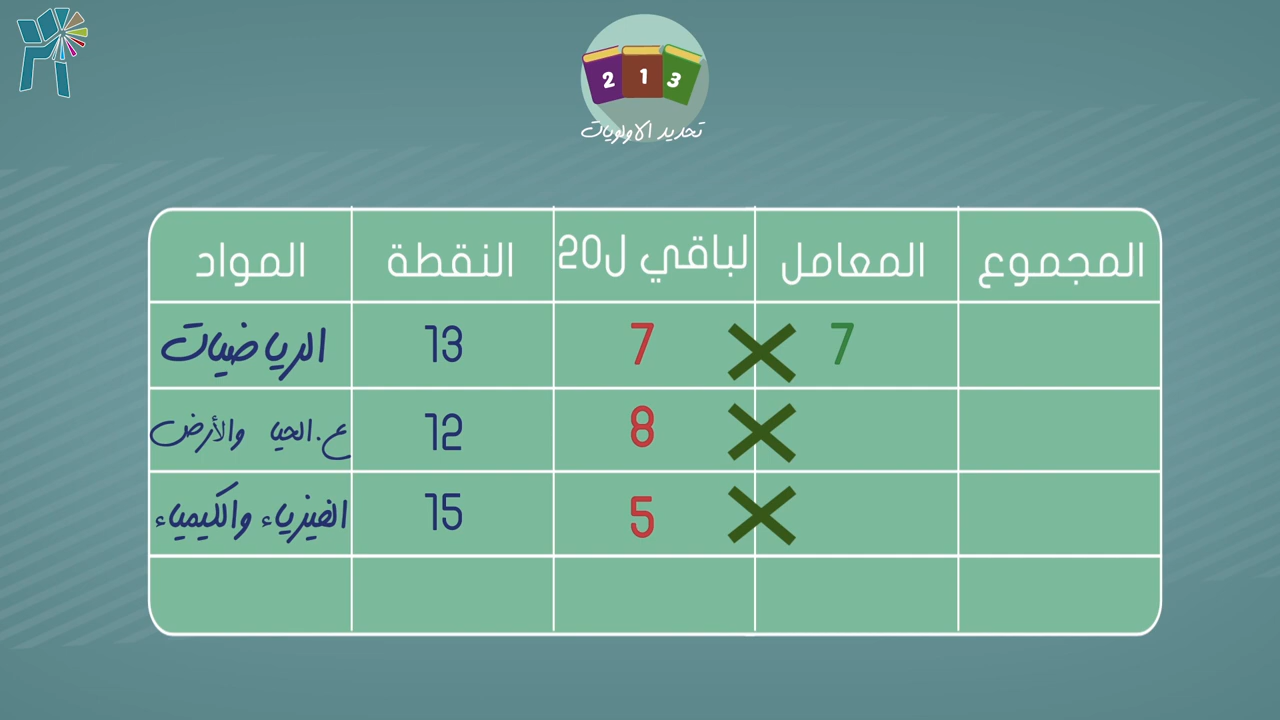 2 1 3
تحديد الاولويات
المواد النقطة لباقي ل20 المعامل المجموع
الرياضيات 13 7 × 7
ع.الحيا والأرض 12 8 ×
الفيزياء والكيمياء 15 5 ×